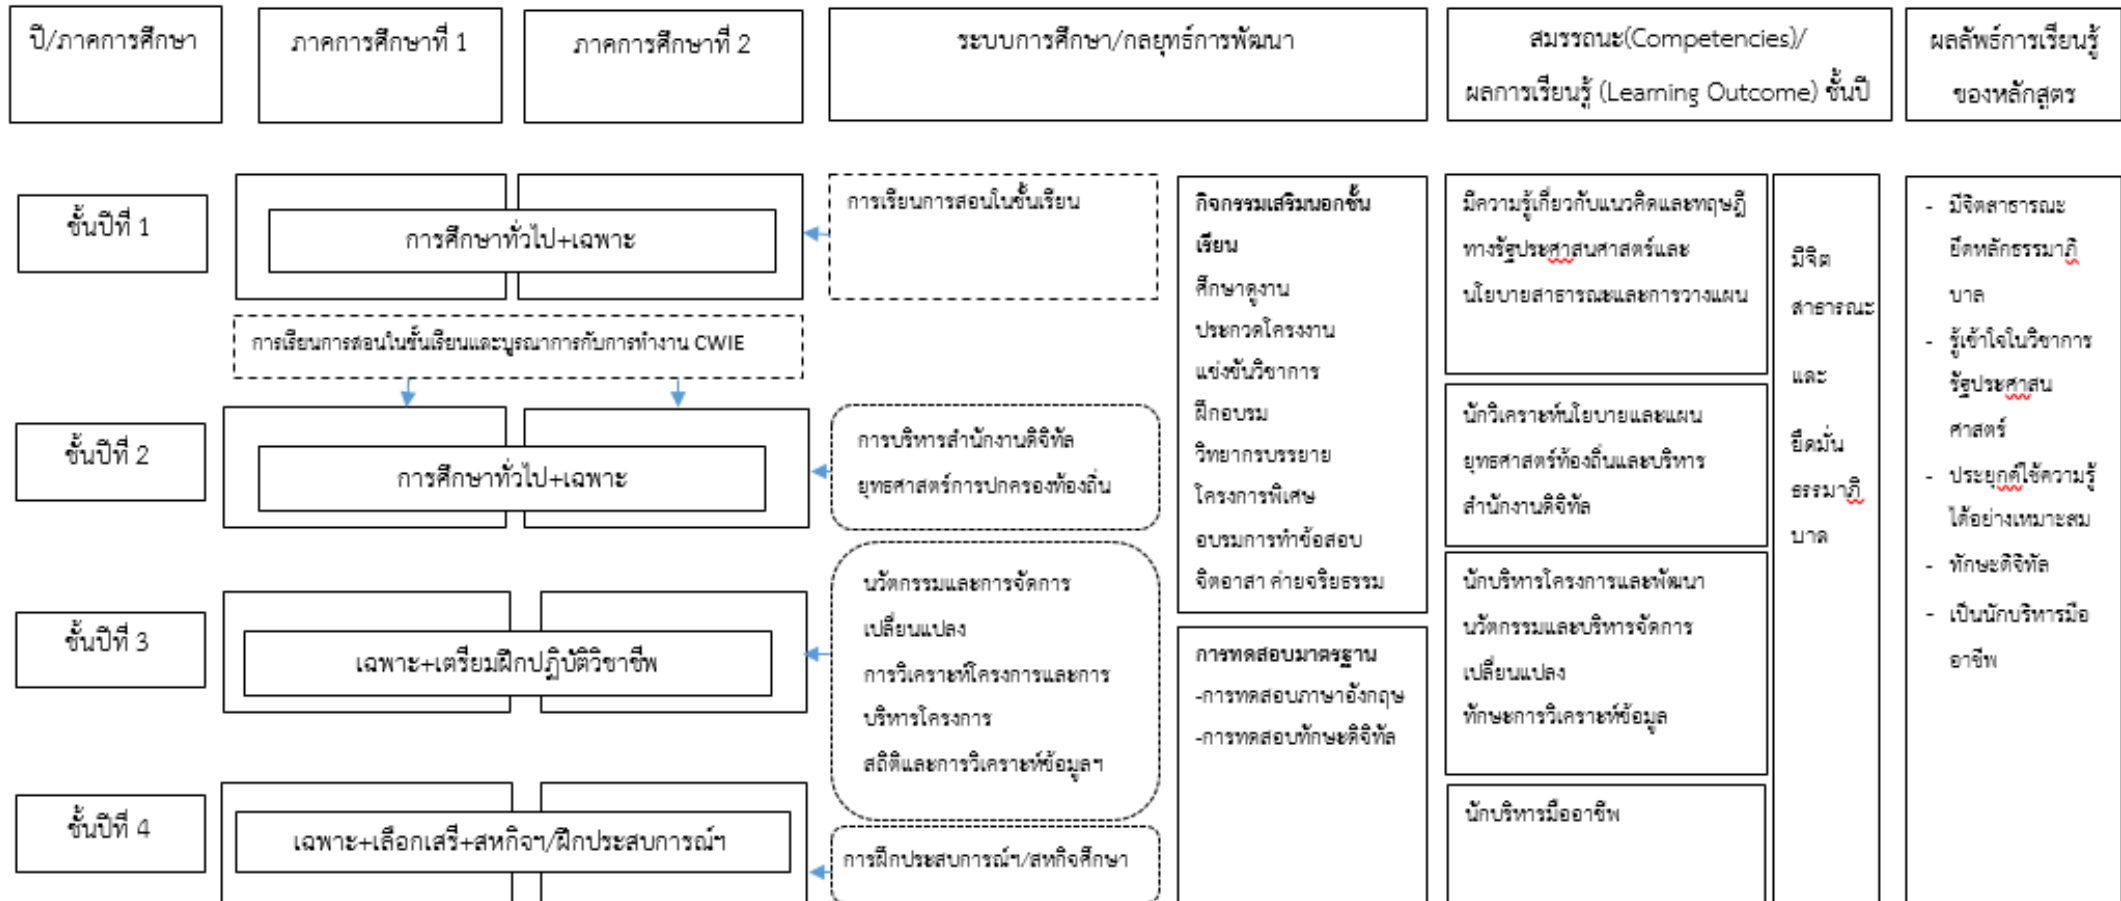 ปี/ภาคการศึกษา
ภาคการศึกษาที่ 1
ภาคการศึกษาที่ 2
ระบบการศึกษา/กลยุทธ์การพัฒนา
สมรรถนะ(Competencies)/
ผลการเรียนรู้ (Learning Outcome) ชั้นปี
ผลลัพธ์การเรียนรู้
ของหลักสูตร
ชั้นปีที่ 1
การศึกษาทั่วไป+เฉพาะ
การเรียนการสอนในชั้นเรียน
การเรียนการสอนในชั้นเรียนและบูรณาการกับการทำงาน CWIE
ชั้นปีที่ 2
การศึกษาทั่วไป+เฉพาะ
การบริหารสำนักงานดิจิทัล
ยุทธศาสตร์การปกครองท้องถิ่น
ชั้นปีที่ 3
เฉพาะ+เตรียมฝึกปฏิบัติวิชาชีพ
นวัตกรรมและการจัดการ
เปลี่ยนแปลง
การวิเคราะห์โครงการและการ
บริหารโครงการ
สถิติและการวิเคราะห์ข้อมูลฯ
ชั้นปีที่ 4
เฉพาะ+เลือกเสรี+สหกิจฯ/ฝึกประสบการณ์ฯ
การฝึกประสบการณ์ฯ/สหกิจศึกษา
กิจกรรมเสริมนอกชั้น
เรียน
ศึกษาดูงาน
ประกวดโครงงาน
แข่งขันวิชาการ
ฝึกอบรม
วิทยากรบรรยาย
โครงการพิเศษ
อบรมการทำข้อสอบ
จิตอาสา ค่ายจริยธรรม
การทดสอบมาตรฐาน
-การทดสอบภาษาอังกฤษ
-การทดสอบทักษะดิจิทัล
มีความรู้เกี่ยวกับแนวคิดและทฤษฎี
ทางรัฐประศาสนศาสตร์และ
นโยบายสาธารณะและการวางแผน
นักวิเคราะห์นโยบายและแผน
ยุทธศาสตร์ท้องถิ่นและบริหาร
สำนักงานดิจิทัล
นักบริหารโครงการและพัฒนา
นวัตกรรมและบริหารจัดการ
เปลี่ยนแปลง
ทักษะการวิเคราะห์ข้อมูล
นักบริหารมืออาชีพ
มีจิต
สาธารณะ
และ
ยึดมั่น
ธรรมาภิ
บาล
- มีจิตสาธารณะ
ยึดหลักธรรมาภิ
บาล
- รู้เข้าใจในวิชาการ
รัฐประศาสน
ศาสตร์
- ประยุกต์ใช้ความรู้
ได้อย่างเหมาะสม
- ทักษะดิจิทัล
- เป็นนักบริหารมือ
อาชีพ